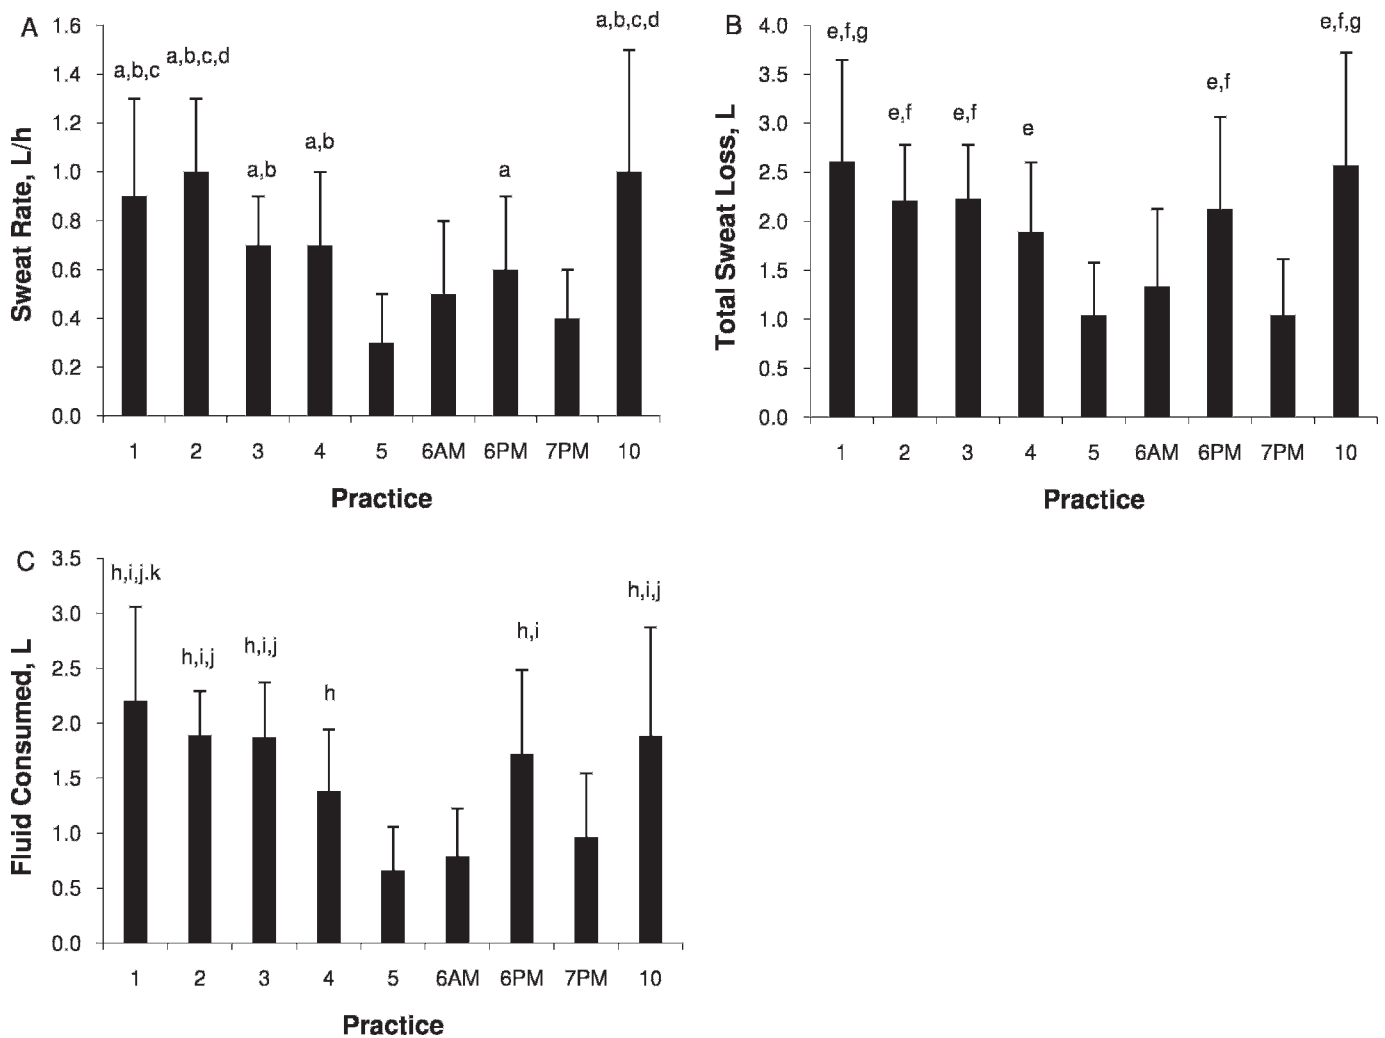 A
Sweat Rate, L/h
1.6
1.4
1.2
1.0
0.8
0.6
0.4
0.2
0.0
a,b,c
a,b,c,d
a,b
a,b
a
a,b,c,d
1 2 3 4 5 6AM 6PM 7PM 10
Practice
B
Total Sweat Loss, L
4.0
3.5
3.0
2.5
2.0
1.5
1.0
0.5
0.0
e,f,g
e,f
e,f
e
e,f
e,f,g
1 2 3 4 5 6AM 6PM 7PM 10
Practice
C
Fluid Consumed, L
3.5
3.0
2.5
2.0
1.5
1.0
0.5
0.0
h,i,j.k
h,i,j
h,i,j
h
h,i
h,i,j
1 2 3 4 5 6AM 6PM 7PM 10
Practice